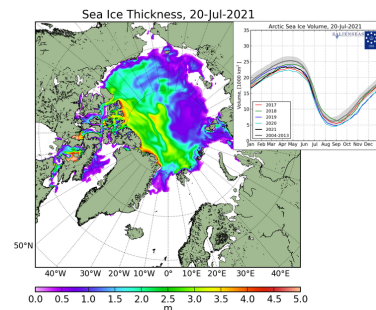 Sea Ice Thickness, 20-Jul-2021
Arctic Sea Ice Volume, 20-Jul-2021
Volume, [1000 km³]
35
30
25
20
15
10
5
0
2017
2018
2019
2020
2021
2004-2013
Jan Feb Mar Apr May Jun Jul Aug Sep Oct Nov Dec
50°N
40°W 30°W 20°W 10°W 0° 10°E 20°E 30°E 40°E
0.0 0.5 1.0 1.5 2.0 2.5 3.0 3.5 4.0 4.5 5.0
m